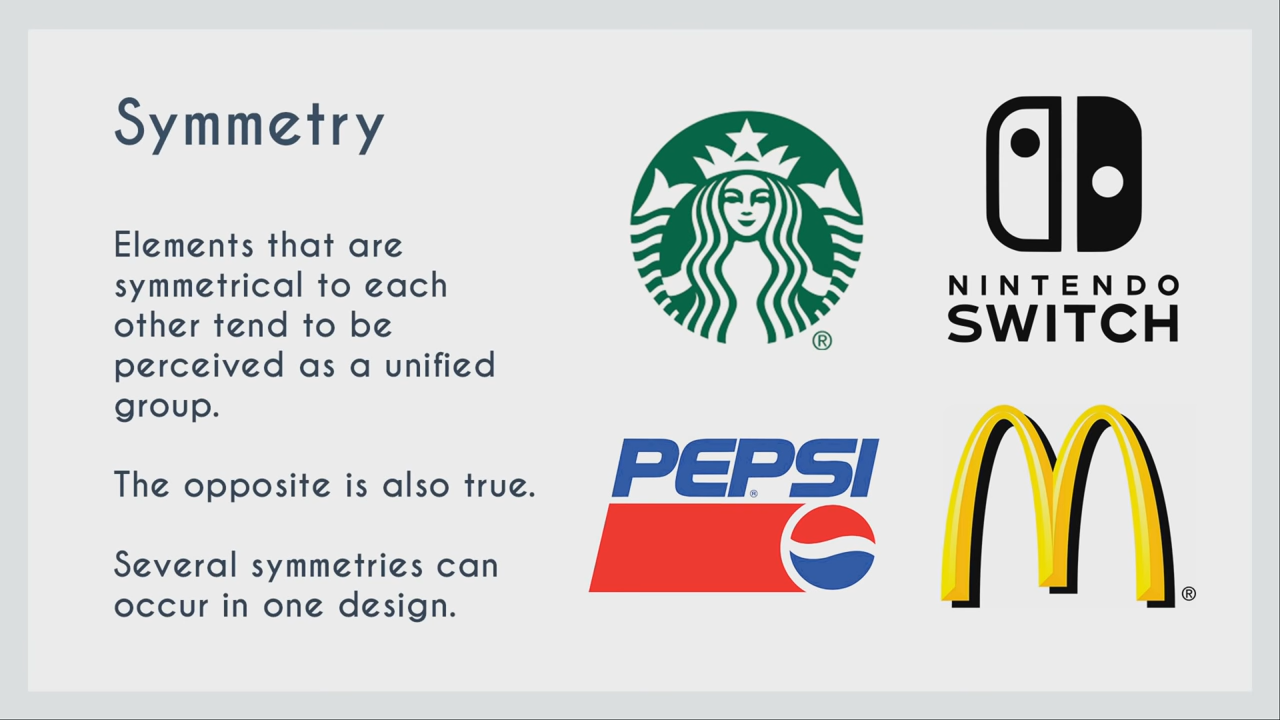 Symmetry
Elements that are
symmetrical to each
other tend to be
perceived as a unified
group.
The opposite is also true.
Several symmetries can
occur in one design.
®
NINTENDO
SWITCH
PEPSI
®
®